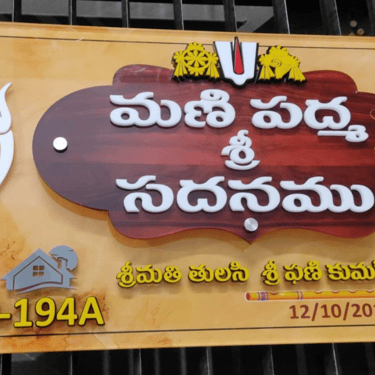 మణి పద్మ
శ్రీ
సదనము
శ్రీమతి తులసి శ్రీ ఫణి కుమ
-194A
12/10/20